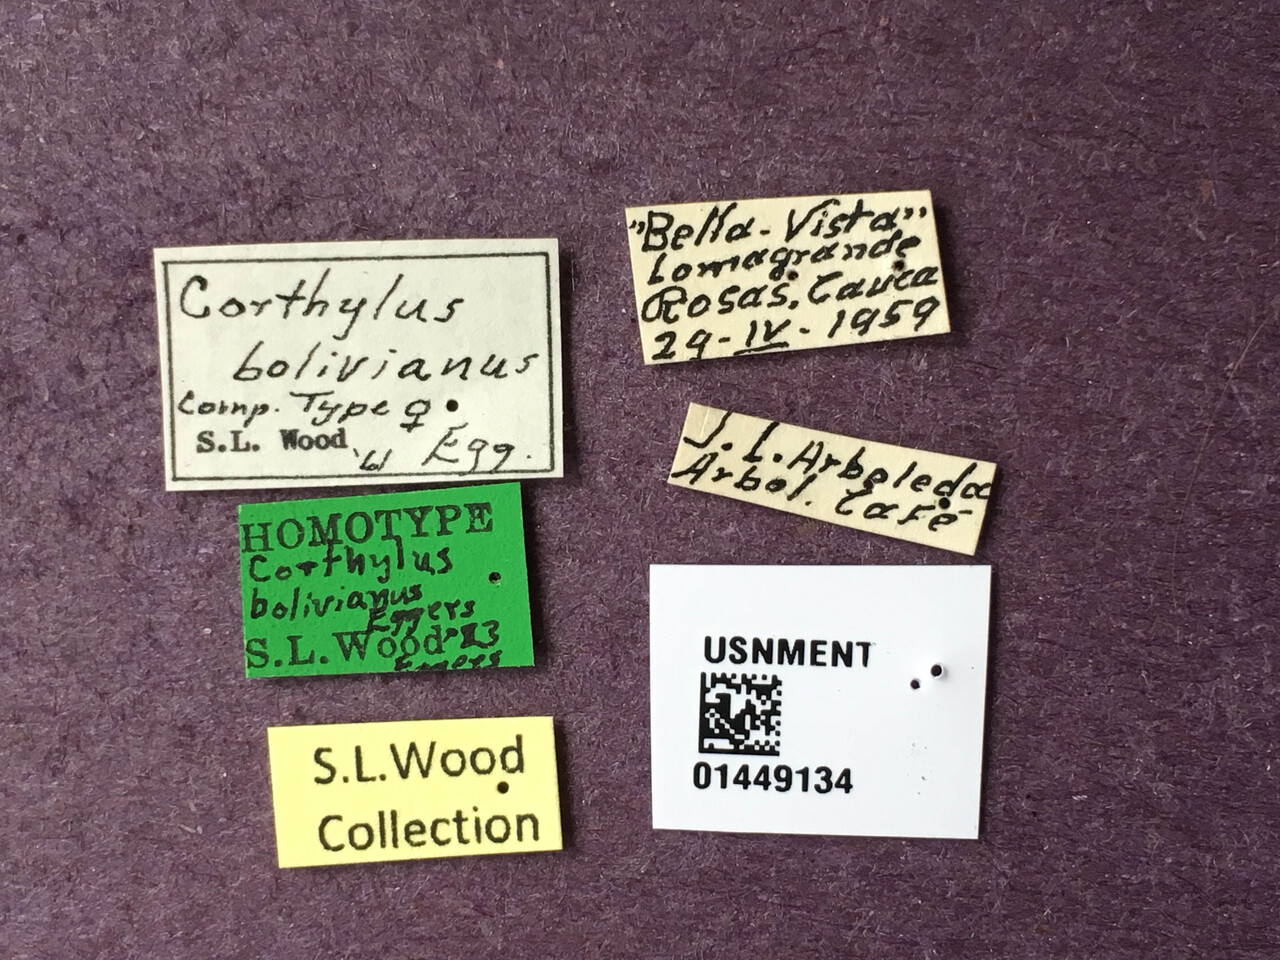 Corthylus
bolivianus
Comp. Type ♀
S.L. Wood '61 Egg.
HOMOTYPE
Corthylus
bolivianus
Eggers
S.L. Wood
Eggers
S.L.Wood
Collection
"Bella-Vista"
Lomagrande
Rosas, Cauca
29-IV-1959
J. L. Arboleda
Arbol. Café
USNMENT
01449134